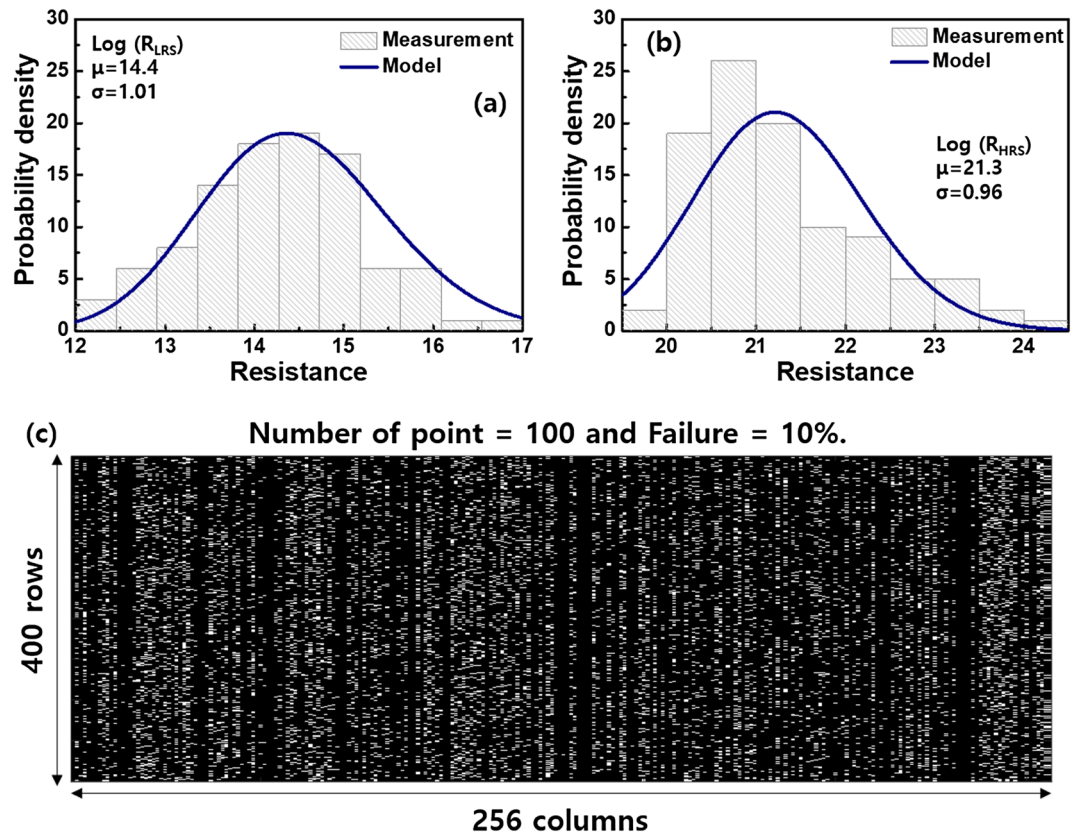 30
25
20
15
10
5
0
Probability density
Log (RLRS)
μ=14.4
σ=1.01
Measurement
Model
(a)
12
13
14
15
16
17
Resistance
30
25
20
15
10
5
0
Probability density
(b)
Measurement
Model
Log (RHRS)
μ=21.3
σ=0.96
20
21
22
23
24
Resistance
(c)
Number of point = 100 and Failure = 10%.
400 rows
256 columns